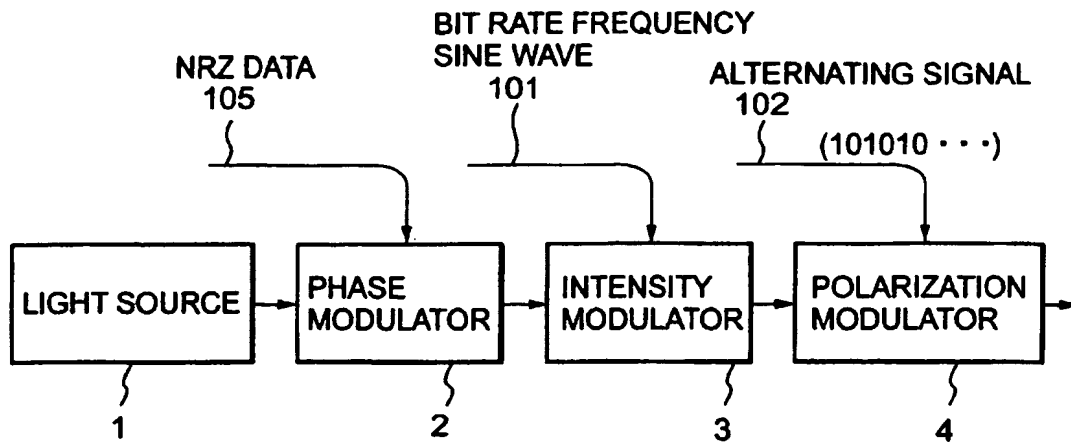 NRZ DATA
105
BIT RATE FREQUENCY
SINE WAVE
101
ALTERNATING SIGNAL
102
(101010 · · ·)
LIGHT SOURCE
PHASE
MODULATOR
INTENSITY
MODULATOR
POLARIZATION
MODULATOR
1
2
3
4